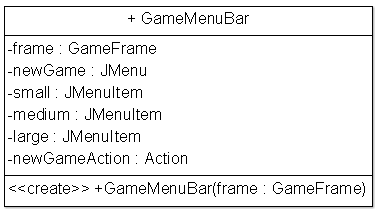 + GameMenuBar
-frame : GameFrame
-newGame : JMenu
-small : JMenuItem
-medium : JMenuItem
-large : JMenuItem
-newGameAction : Action
<<create>> +GameMenuBar(frame : GameFrame)